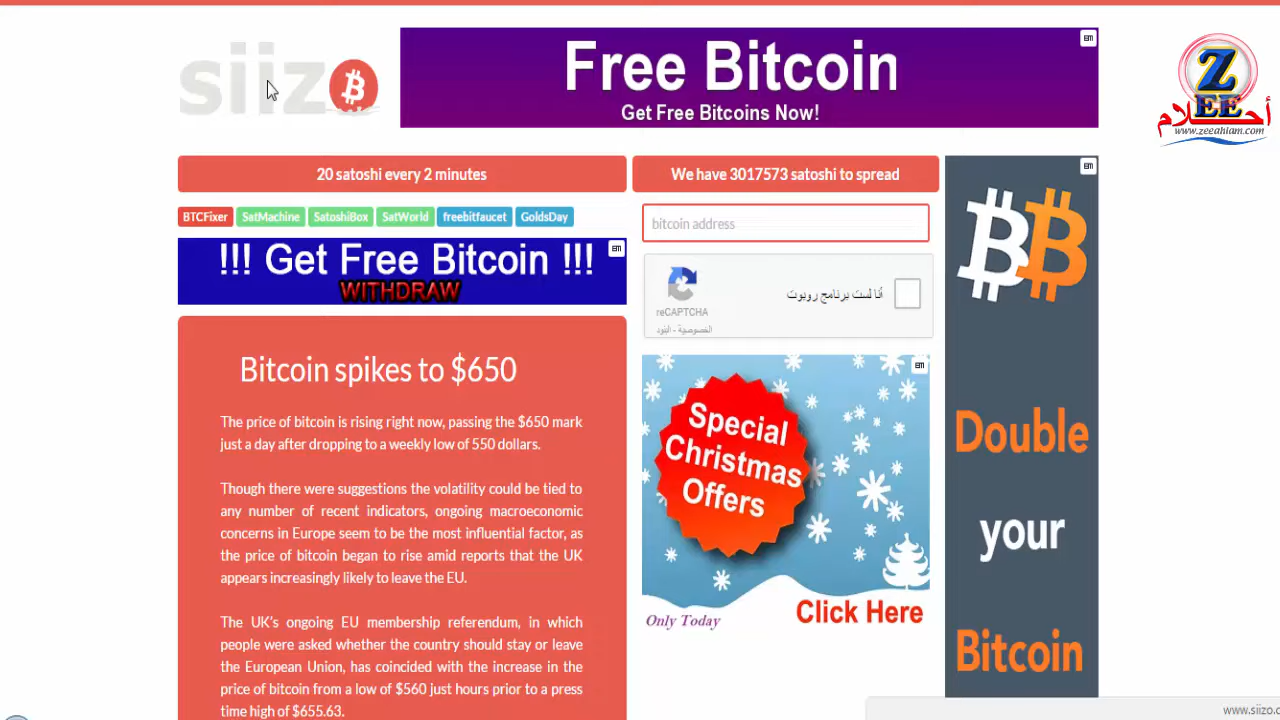 siizo
Free Bitcoin
Get Free Bitcoins Now!
Z
ZEE
أحلام
www.zeeahlam.com
20 satoshi every 2 minutes
We have 3017573 satoshi to spread
BTCFixer SatMachine SatoshiBox SatWorld freebitfaucet GoldsDay
bitcoin address
!!! Get Free Bitcoin !!!
WITHDRAW
أنا لست برنامج روبوت
reCAPTCHA
الخصوصية - البنود
Bitcoin spikes to $650
The price of bitcoin is rising right now, passing the $650 mark
just a day after dropping to a weekly low of 550 dollars.
Though there were suggestions the volatility could be tied to
any number of recent indicators, ongoing macroeconomic
concerns in Europe seem to be the most influential factor, as
the price of bitcoin began to rise amid reports that the UK
appears increasingly likely to leave the EU.
The UK's ongoing EU membership referendum, in which
people were asked whether the country should stay or leave
the European Union, has coincided with the increase in the
price of bitcoin from a low of $560 just hours prior to a press
time high of $655.63.
Special
Christmas
Offers
Only Today
Click Here
Double
your
Bitcoin
www.siizo.c